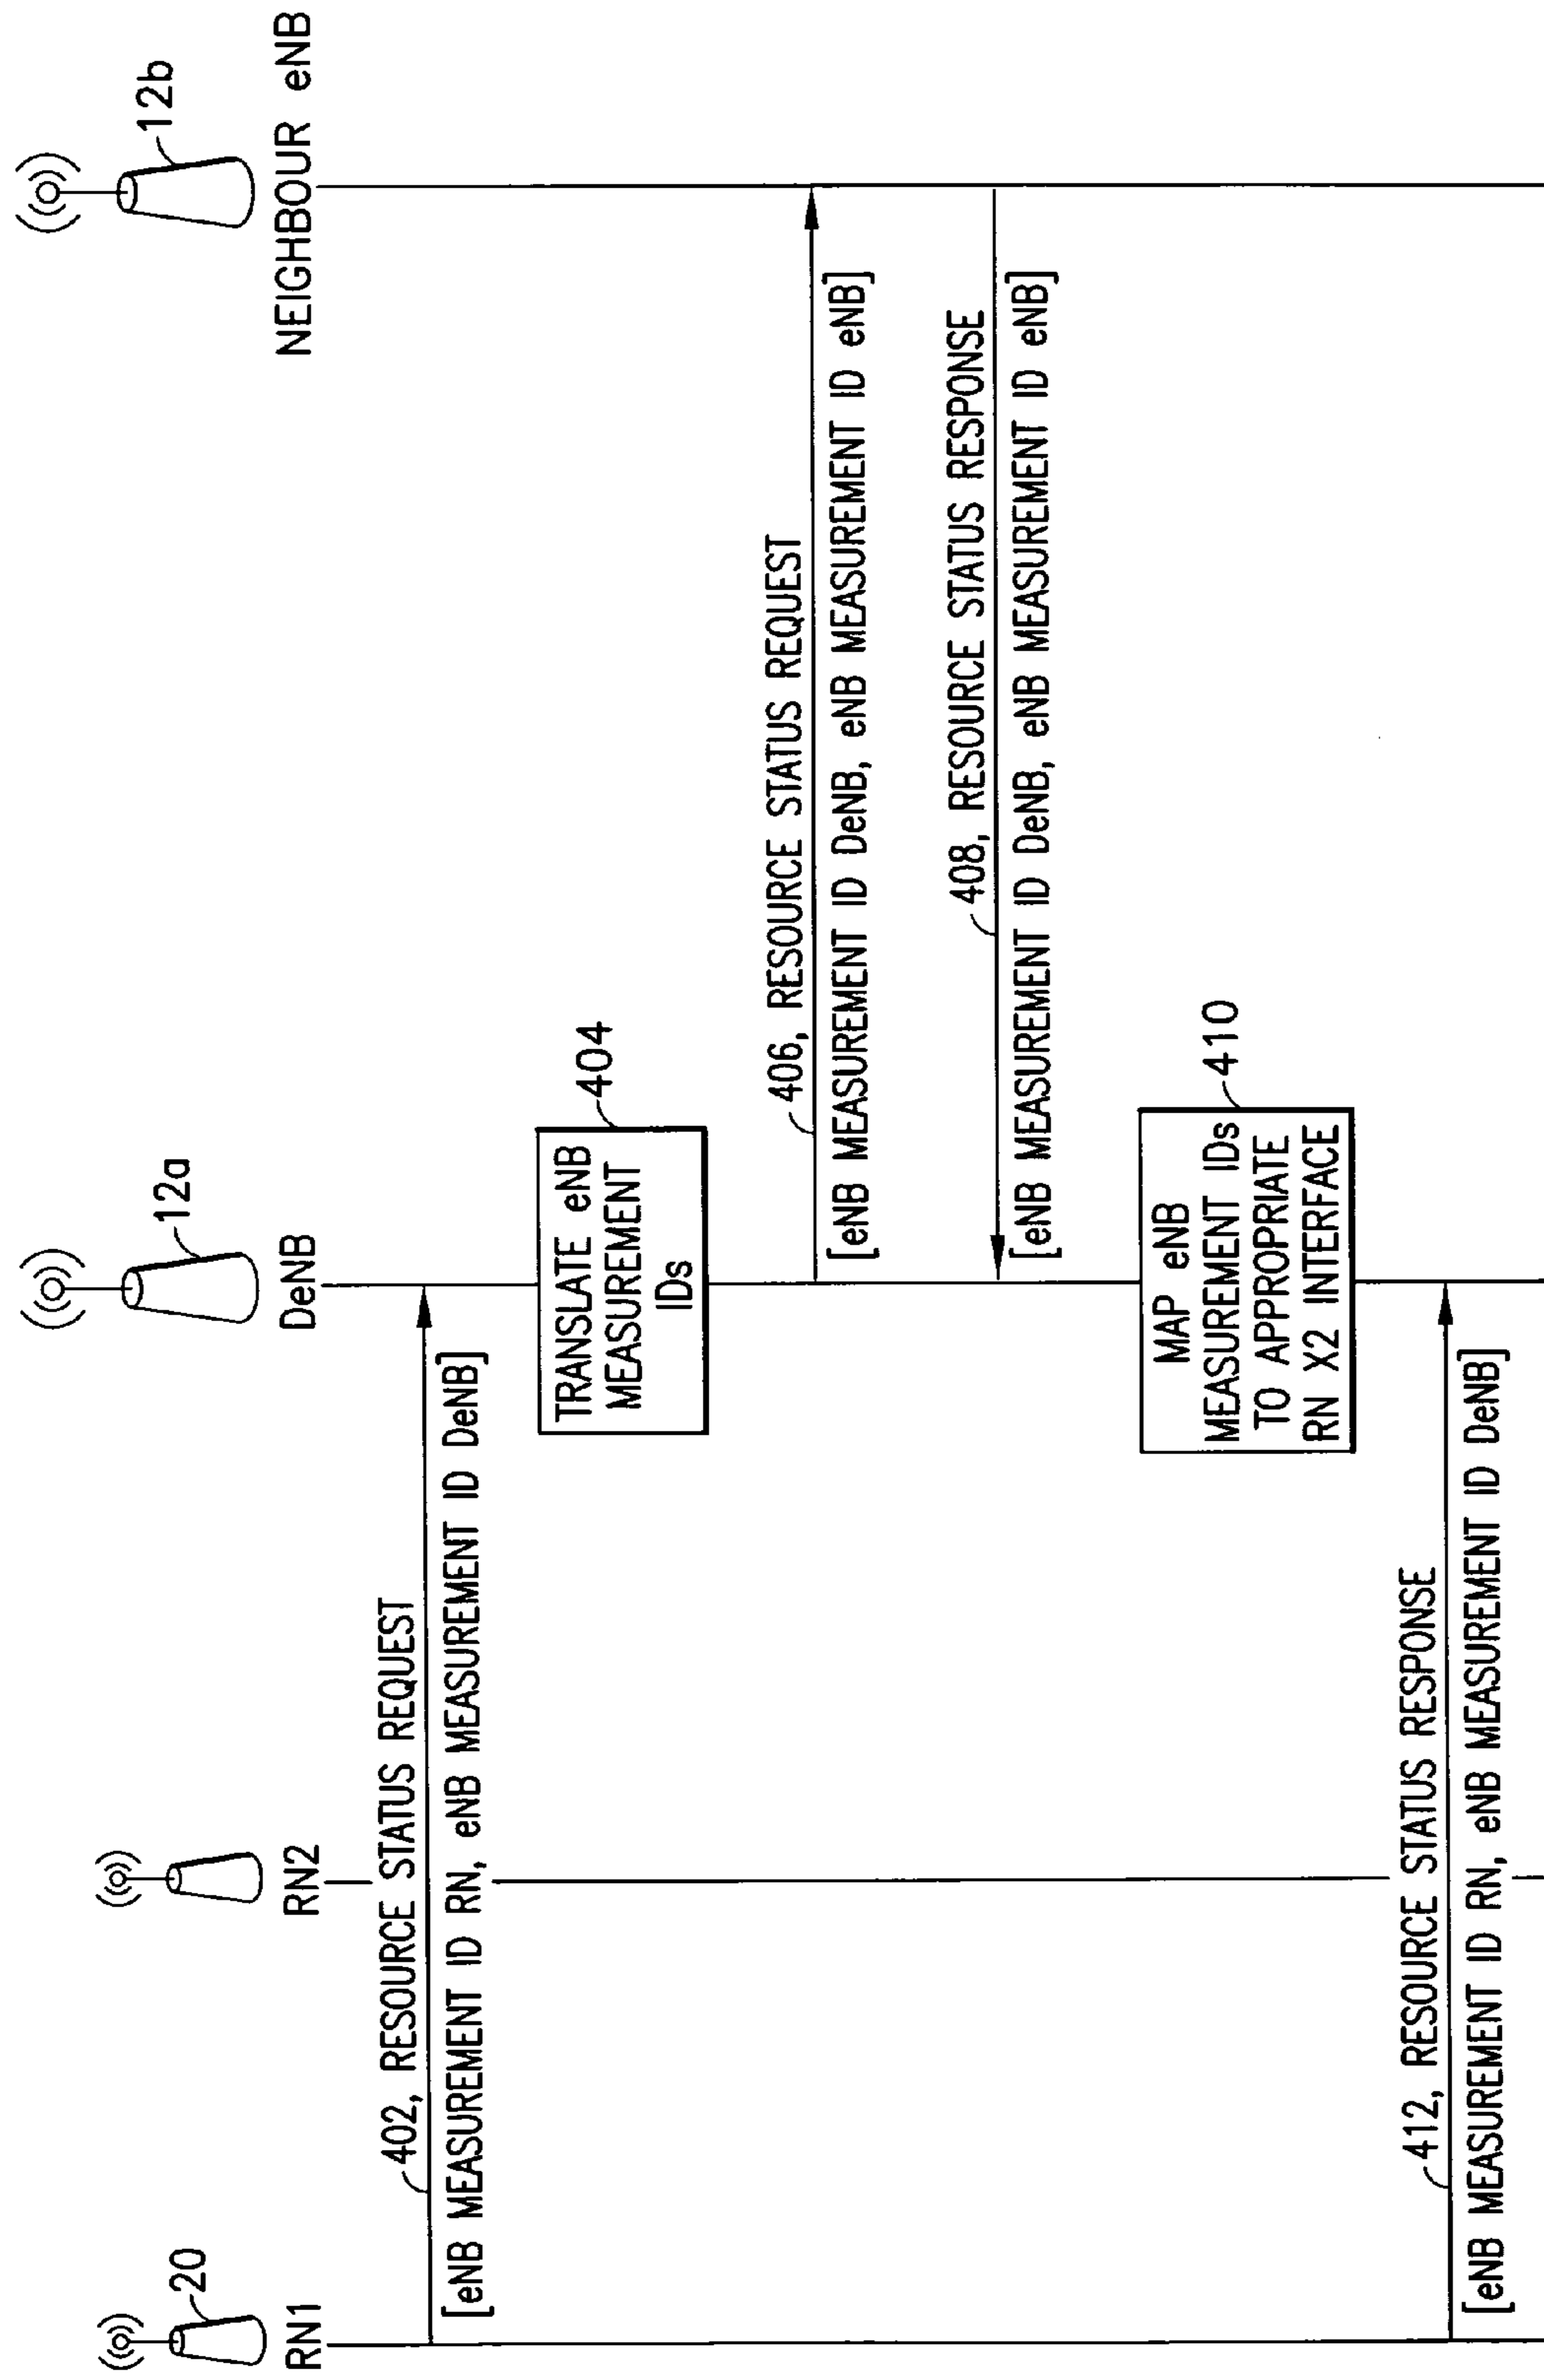 20
RN1
RN2
12a
DeNB
12b
NEIGHBOUR eNB
402, RESOURCE STATUS REQUEST
[eNB MEASUREMENT ID RN, eNB MEASUREMENT ID DeNB]
TRANSLATE eNB
MEASUREMENT
IDs
404
406, RESOURCE STATUS REQUEST
[eNB MEASUREMENT ID DeNB, eNB MEASUREMENT ID eNB]
408, RESOURCE STATUS RESPONSE
[eNB MEASUREMENT ID DeNB, eNB MEASUREMENT ID eNB]
MAP eNB
MEASUREMENT IDs
TO APPROPRIATE
RN X2 INTERFACE
410
412, RESOURCE STATUS RESPONSE
[eNB MEASUREMENT ID RN, eNB MEASUREMENT ID DeNB]